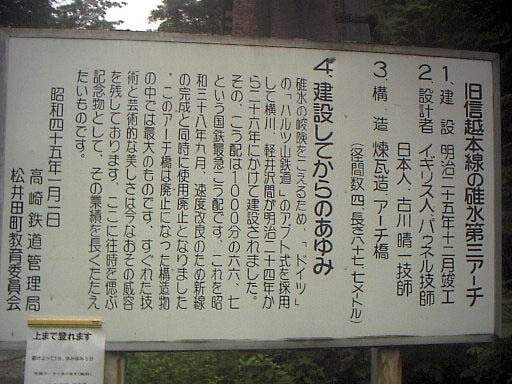 旧信越本線の碓氷第三アーチ
1、建設 明治二十五年十二月竣工
2、設計者 イギリス人、パウネル技師
日本人、古川晴一技師
3、構造 煉瓦造 アーチ橋
(径間数四、長さ八七・七メートル)
4、建設してからのあゆみ
碓氷の峻険をこえるため、「ドイツ」
の「ハルツ山鉄道」のアプト式を採用
して横川、軽井沢間が明治二十四年か
ら二十六年にかけて建設されました。
その、こう配は1000分の六六、七
という国鉄最急こう配です、これを昭
和三十八年九月、速度改良のため新線
の完成と同時に使用廃止となりました
。このアーチ橋は廃止になった構造物
の中では最大のものです、すぐれた技
術と芸術的な美しさは今なおその威容
を残しております、ここに往時を偲ぶ
記念物として、その業績を長くたたえ
たいものです。
昭和四十五年二月一日
高崎鉄道管理局
松井田町教育委員会
上まで登れます